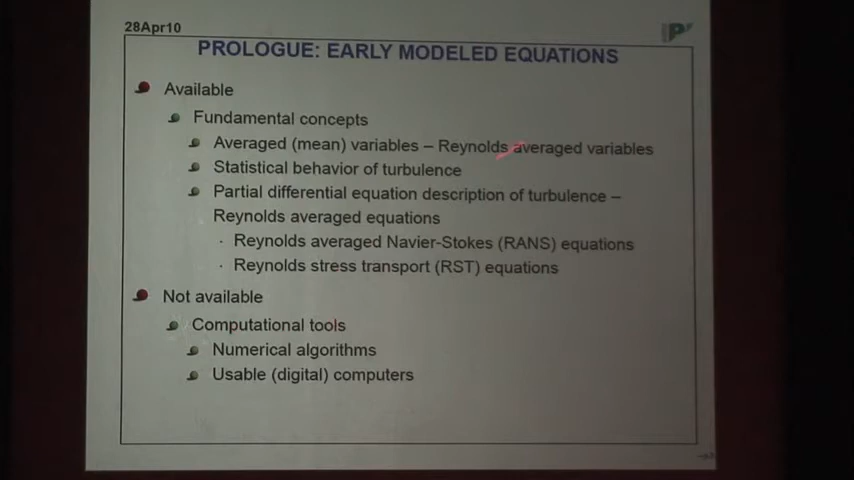 28Apr10
PROLOGUE: EARLY MODELED EQUATIONS
Available
Fundamental concepts
Averaged (mean) variables – Reynolds averaged variables
Statistical behavior of turbulence
Partial differential equation description of turbulence –
Reynolds averaged equations
· Reynolds averaged Navier-Stokes (RANS) equations
· Reynolds stress transport (RST) equations
Not available
Computational tools
Numerical algorithms
Usable (digital) computers